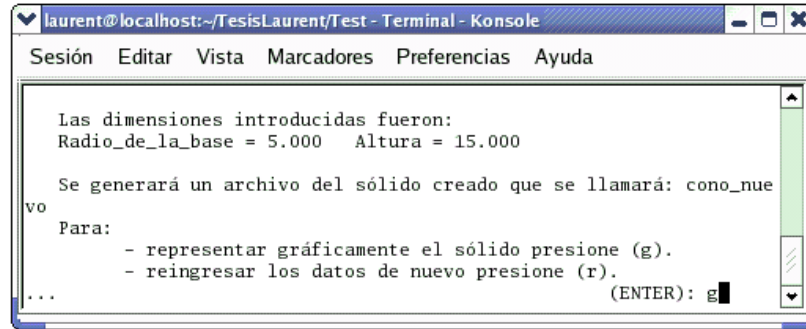 laurent@localhost:~/TesisLaurent/Test - Terminal - Konsole
Sesión Editar Vista Marcadores Preferencias Ayuda
Las dimensiones introducidas fueron:
Radio_de_la_base = 5.000 Altura = 15.000
Se generará un archivo del sólido creado que se llamará: cono_nue
vo
Para:
- representar gráficamente el sólido presione (g).
- reingresar los datos de nuevo presione (r).
... (ENTER): g